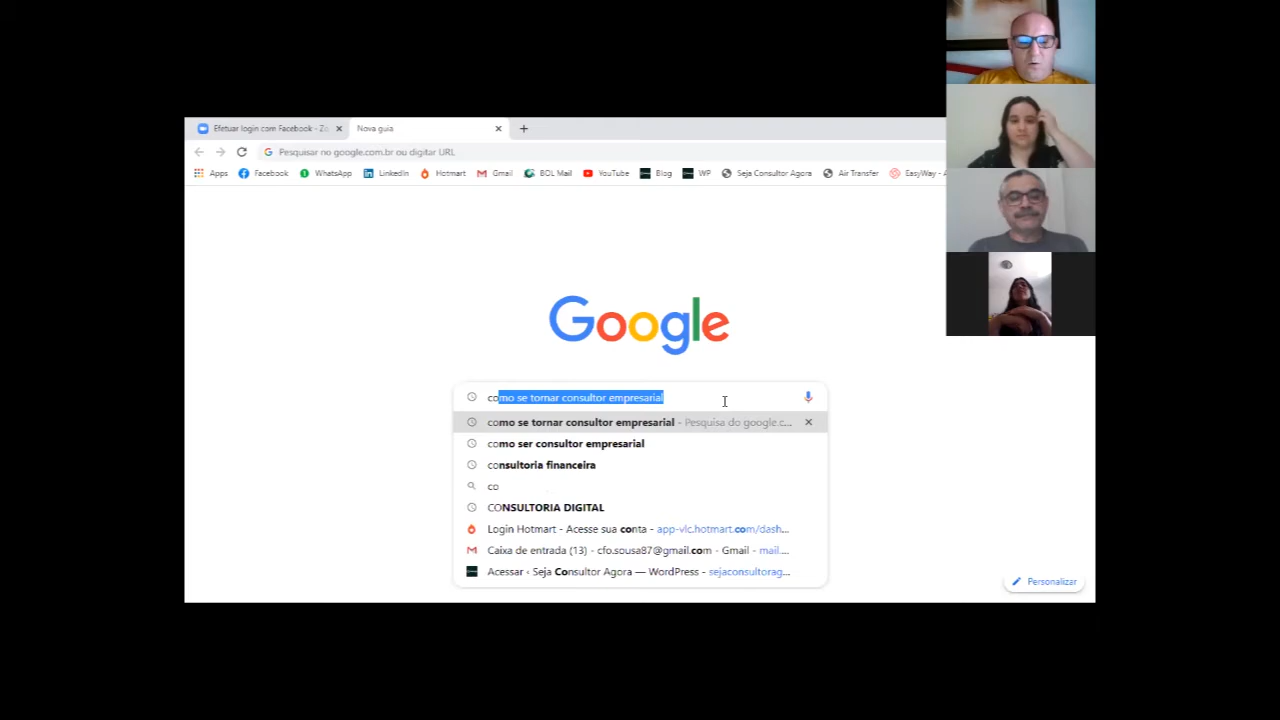 Efetuar login com Facebook - Zo
Nova guia
Pesquisar no google.com.br ou digitar URL
Apps
Facebook
WhatsApp
LinkedIn
Hotmart
Gmail
BOL Mail
YouTube
Blog
WP
Seja Consultor Agora
Air Transfer
EasyWay - A
Google
como se tornar consultor empresarial
como se tornar consultor empresarial - Pesquisa do google.c...
como ser consultor empresarial
consultoria financeira
co
CONSULTORIA DIGITAL
Login Hotmart - Acesse sua conta - app-vlc.hotmart.com/dash...
Caixa de entrada (13) - cfo.sousa87@gmail.com - Gmail - mail....
Acessar ‹ Seja Consultor Agora — WordPress - sejaconsultorag...
Personalizar